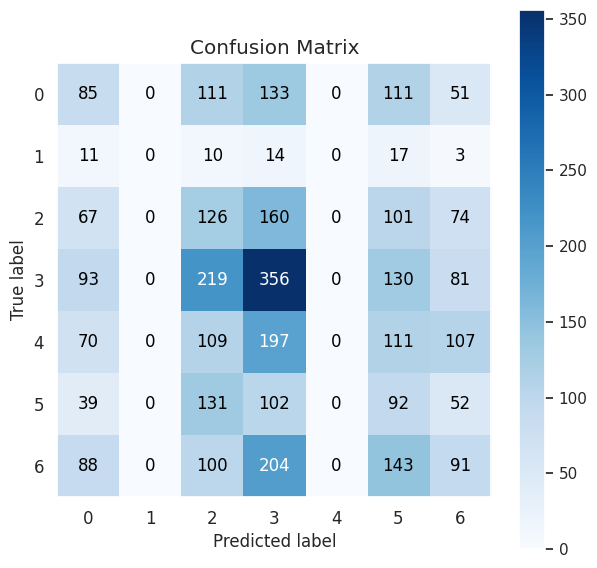 Confusion Matrix
350
300
250
200
150
100
50
0
True label
0 85 0 111 133 0 111 51
1 11 0 10 14 0 17 3
2 67 0 126 160 0 101 74
3 93 0 219 356 0 130 81
4 70 0 109 197 0 111 107
5 39 0 131 102 0 92 52
6 88 0 100 204 0 143 91
0 1 2 3 4 5 6
Predicted label